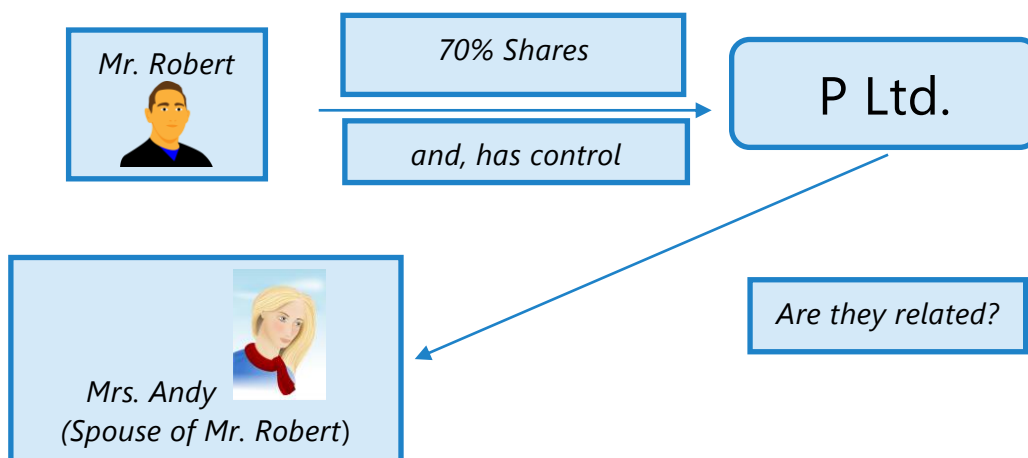 Mr. Robert
70% Shares
and, has control
P Ltd.
Mrs. Andy
(Spouse of Mr. Robert)
Are they related?